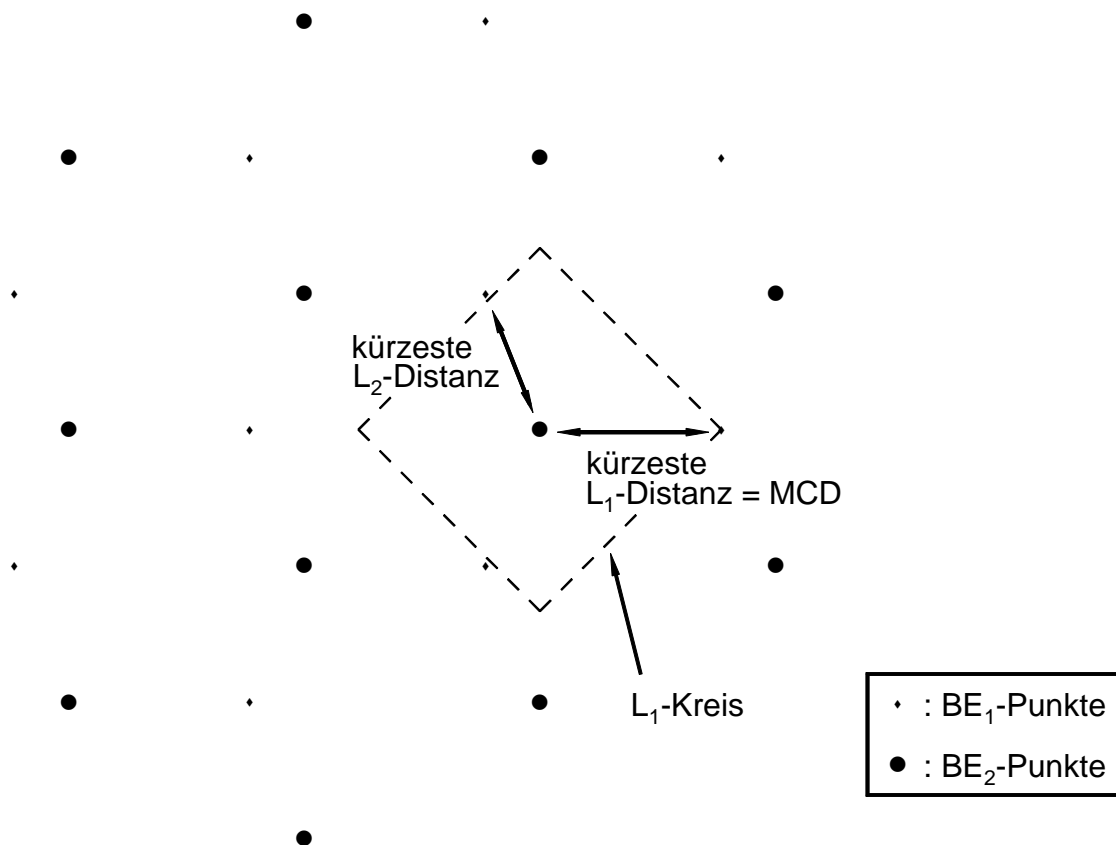 kürzeste
L₂-Distanz
kürzeste
L₁-Distanz = MCD
L₁-Kreis
: BE₁-Punkte
: BE₂-Punkte